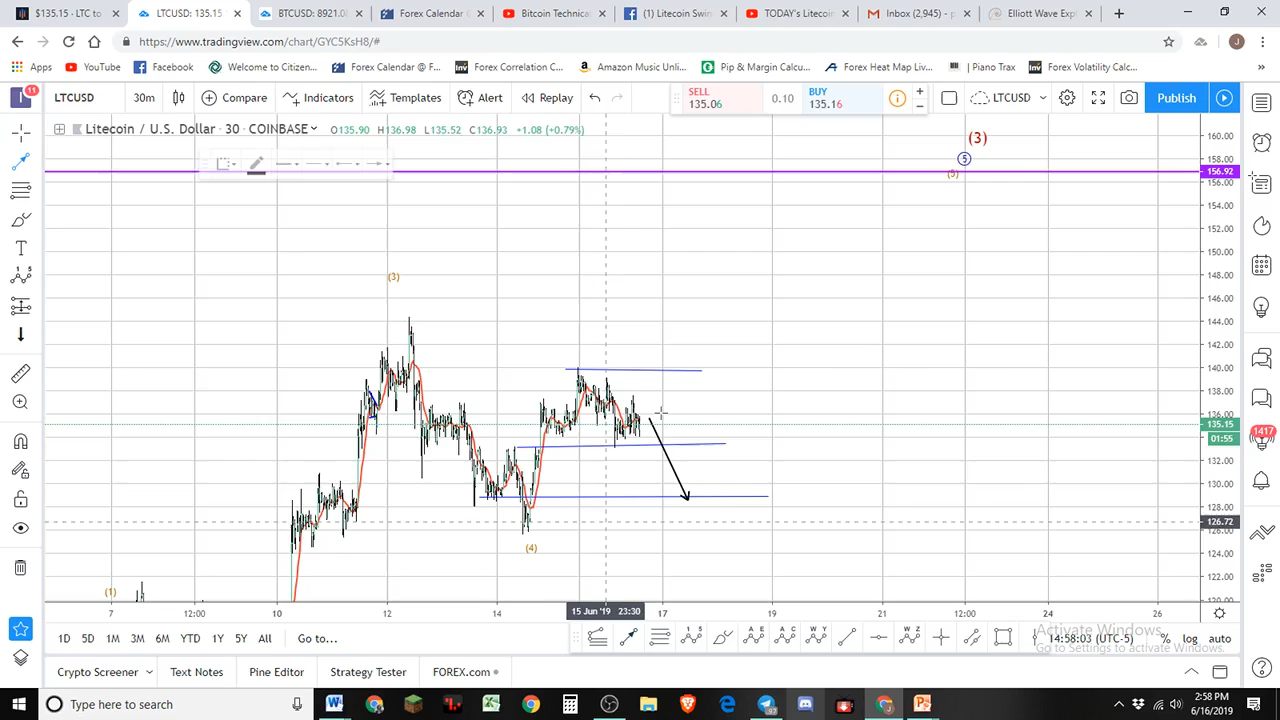 $135.15 - LTC to
LTCUSD: 135.15
BTCUSD: 8921.0
Forex Calendar
Bitcoin Technica
(1) Litecoin Swin
TODAY's Litecoin
Inbox (2,945) - p
Elliott Wave Exp
https://www.tradingview.com/chart/GYC5KsH8/#
J
Apps YouTube Facebook Welcome to Citizen... Forex Calendar @ F... Forex Correlation C... Amazon Music Unli... Pip & Margin Calcu... Forex Heat Map Liv... Piano Trax Forex Volatility Calc...
11
LTCUSD 30m Compare Indicators Templates Alert Replay
SELL
135.06
0.10
BUY
135.16
LTCUSD
Publish
Litecoin / U.S. Dollar - 30 - COINBASE
O135.90 H136.98 L135.52 C136.93 +1.08 (+0.79%)
160.00
158.00
156.92
156.00
154.00
152.00
150.00
148.00
146.00
144.00
142.00
140.00
138.00
136.00
135.15
01:55
132.00
130.00
128.00
126.72
124.00
122.00
120.00
(3)
5
(5)
(3)
(4)
(1)
1417
7 12:00 10 12 14 15 Jun '19 23:30 17 19 21 12:00 24 26
1D 5D 1M 3M 6M YTD 1Y 5Y All Go to...
14:58:03 (UTC-5) % log auto
Activate Windows
Go to Settings to activate Windows.
Crypto Screener Text Notes Pine Editor Strategy Tester FOREX.com
Type here to search
2:58 PM
6/16/2019